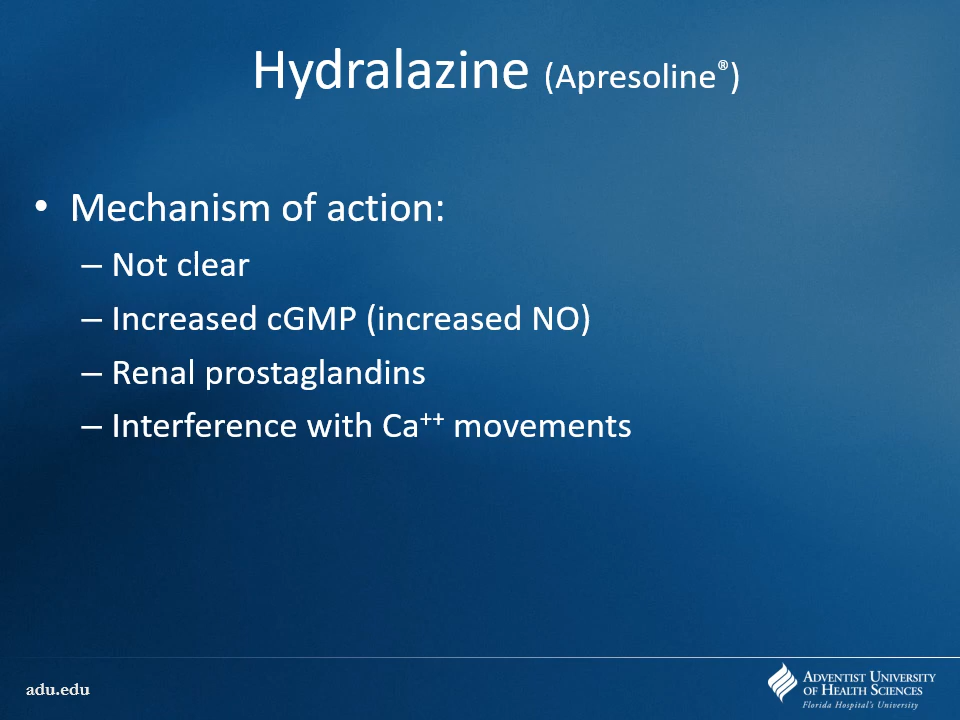 Hydralazine (Apresoline®)
• Mechanism of action:
– Not clear
– Increased cGMP (increased NO)
– Renal prostaglandins
– Interference with Ca⁺⁺ movements
adu.edu
ADVENTIST UNIVERSITY
OF HEALTH SCIENCES
Florida Hospital's University